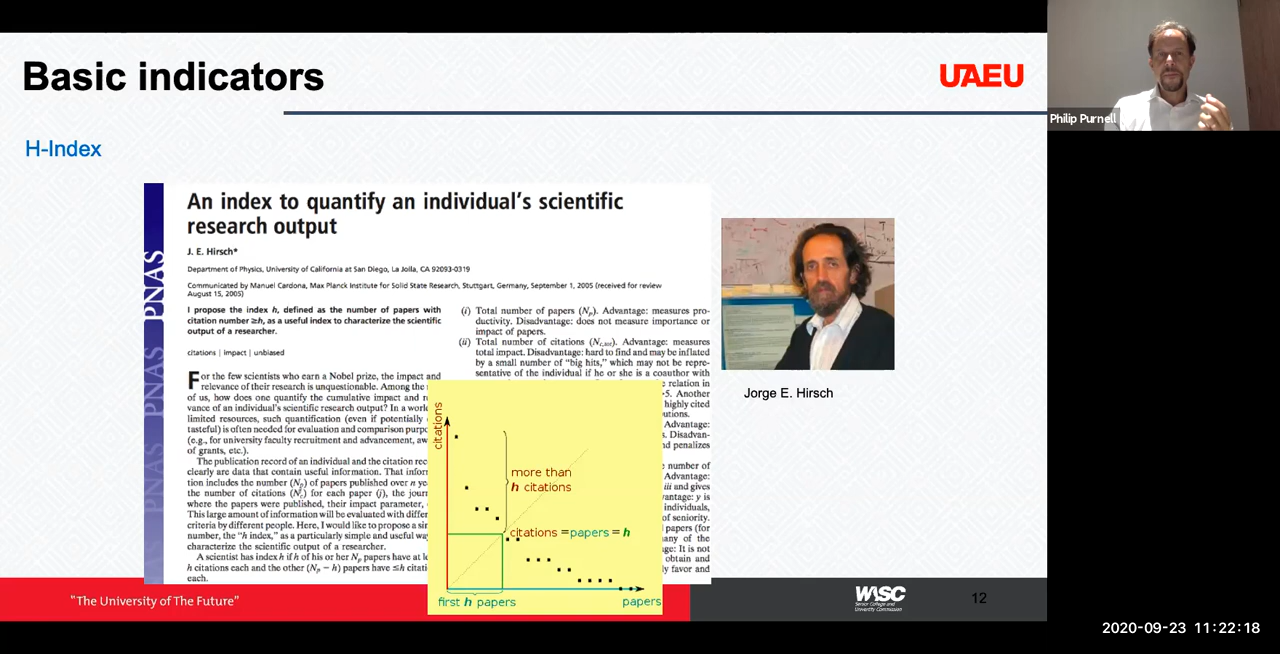 Basic indicators
UAEU
Philip Purnell
H-Index
PNAS PNAS PNAS
An index to quantify an individual's scientific
research output
J. E. Hirsch*
Department of Physics, University of California at San Diego, La Jolla, CA 92093-0319
Communicated by Manuel Cardona, Max Planck Institute for Solid State Research, Stuttgart, Germany, September 1, 2005 (received for review
August 15, 2005)
I propose the index h, defined as the number of papers with
citation number ≥h, as a useful index to characterize the scientific
output of a researcher.
citations | impact | unbiased
For the few scientists who earn a Nobel prize, the impact and
relevance of their research is unquestionable. Among the
of us, how does one quantify the cumulative impact and re
vance of an individual's scientific research output? In a world
limited resources, such quantification (even if potentially
tasteful) is often needed for evaluation and comparison purpo
(e.g., for university faculty recruitment and advancement, aw
of grants, etc.).
The publication record of an individual and the citation rec
clearly are data that contain useful information. That inform
tion includes the number (Np) of papers published over n ye
the number of citations (Nc) for each paper (j), the jour
where the papers were published, their impact parameter,
This large amount of information will be evaluated with differ
criteria by different people. Here, I would like to propose a sin
number, the "h index," as a particularly simple and useful way
characterize the scientific output of a researcher.
A scientist has index h if h of his or her Np papers have at le
h citations each and the other (Np − h) papers have ≤h citati
each.
(i) Total number of papers (Np). Advantage: measures pro-
ductivity. Disadvantage: does not measure importance or
impact of papers.
(ii) Total number of citations (Nc,tot). Advantage: measures
total impact. Disadvantage: hard to find and may be inflated
by a small number of "big hits," which may not be repre-
sentative of the individual if he or she is a coauthor with
e relation in
5. Another
highly cited
utions.
Advantage:
Disadvan-
nd penalizes
e number of
Advantage:
iii and gives
vantage: y is
individuals,
of seniority.
papers (for
any of the
ge: It is not
obtain and
ly favor and
citations
more than
h citations
citations =papers = h
first h papers
papers
Jorge E. Hirsch
"The University of The Future"
WASC
Senior College and
University Commission
12
2020-09-23 11:22:18